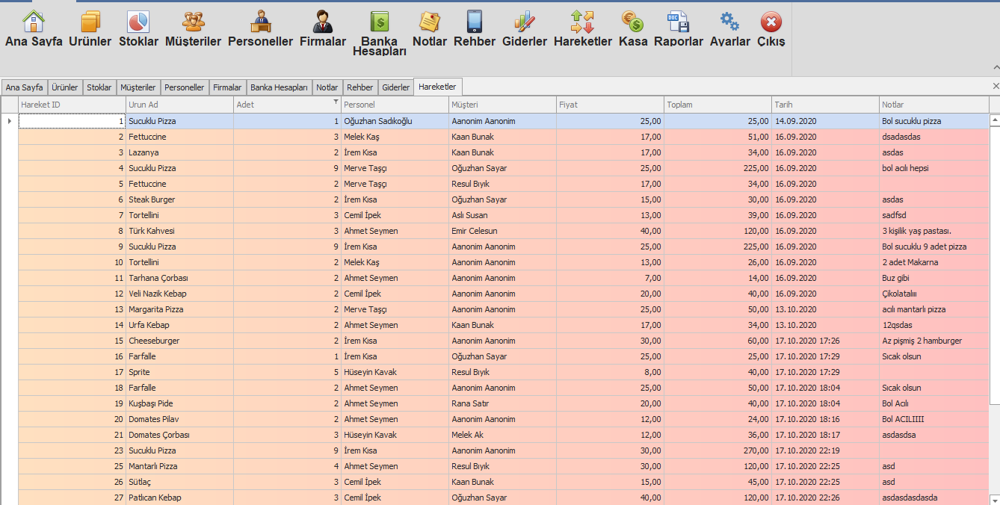 Ana Sayfa Urünler Stoklar Müşteriler Personeller Firmalar Banka Hesapları Notlar Rehber Giderler Hareketler Kasa Raporlar Ayarlar Çıkış
Ana Sayfa Ürünler Stoklar Müşteriler Personeller Firmalar Banka Hesapları Notlar Rehber Giderler Hareketler
Hareket ID Urun Ad Adet Personel Müşteri Fiyat Toplam Tarih Notlar
1 Sucuklu Pizza 1 Oğuzhan Sadıkoğlu Aanonim Aanonim 25,00 25,00 14.09.2020 Bol sucuklu pizza
2 Fettuccine 3 Melek Kaş Kaan Bunak 17,00 51,00 16.09.2020 dsadasdas
3 Lazanya 2 İrem Kısa Kaan Bunak 17,00 34,00 16.09.2020 asdas
4 Sucuklu Pizza 9 Merve Taşçı Oğuzhan Sayar 25,00 225,00 16.09.2020 bol acılı hepsi
5 Fettuccine 2 Merve Taşçı Resul Bıyık 17,00 34,00 16.09.2020
6 Steak Burger 2 İrem Kısa Oğuzhan Sayar 15,00 30,00 16.09.2020 asdas
7 Tortellini 3 Cemil İpek Aslı Susan 13,00 39,00 16.09.2020 sadfsd
8 Türk Kahvesi 3 Ahmet Seymen Emir Celesun 40,00 120,00 16.09.2020 3 kişilik yaş pastası.
9 Sucuklu Pizza 9 İrem Kısa Aanonim Aanonim 25,00 225,00 16.09.2020 Bol sucuklu 9 adet pizza
10 Tortellini 2 Melek Kaş Aanonim Aanonim 13,00 26,00 16.09.2020 2 adet Makarna
11 Tarhana Çorbası 2 Ahmet Seymen Aanonim Aanonim 7,00 14,00 16.09.2020 Buz gibi
12 Veli Nazik Kebap 2 Cemil İpek Aanonim Aanonim 20,00 40,00 16.09.2020 Çikolatalııı
13 Margarita Pizza 2 Merve Taşçı Aanonim Aanonim 25,00 50,00 13.10.2020 acılı mantarlı pizza
14 Urfa Kebap 2 Ahmet Seymen Kaan Bunak 17,00 34,00 13.10.2020 12qsdas
15 Cheeseburger 2 İrem Kısa Aanonim Aanonim 30,00 60,00 17.10.2020 17:26 Az pişmiş 2 hamburger
16 Farfalle 1 İrem Kısa Oğuzhan Sayar 25,00 25,00 17.10.2020 17:29 Sıcak olsun
17 Sprite 5 Hüseyin Kavak Resul Bıyık 8,00 40,00 17.10.2020 17:29
18 Farfalle 2 Ahmet Seymen Aanonim Aanonim 25,00 50,00 17.10.2020 18:04 Sıcak olsun
19 Kuşbaşı Pide 2 Ahmet Seymen Rana Satır 20,00 40,00 17.10.2020 18:04 Bol Acılı
20 Domates Pilav 2 Ahmet Seymen Aanonim Aanonim 12,00 24,00 17.10.2020 18:16 Bol ACILIIII
21 Domates Çorbası 3 Hüseyin Kavak Melek Ak 12,00 36,00 17.10.2020 18:17 asdasdsa
23 Sucuklu Pizza 9 İrem Kısa Aanonim Aanonim 30,00 270,00 17.10.2020 22:19
25 Mantarlı Pizza 4 Ahmet Seymen Resul Bıyık 30,00 120,00 17.10.2020 22:25 asd
26 Sütlaç 3 Cemil İpek Kaan Bunak 15,00 45,00 17.10.2020 22:25 asd
27 Patlıcan Kebap 3 Cemil İpek Oğuzhan Sayar 40,00 120,00 17.10.2020 22:26 asdasdasdasda